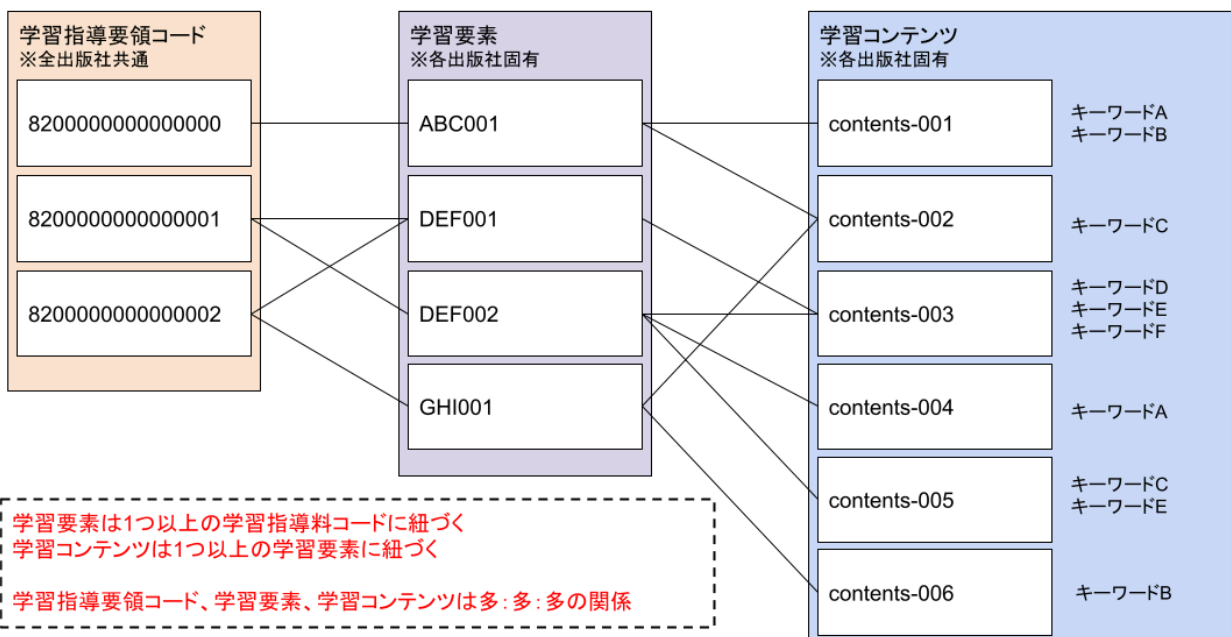 学習指導要領コード
※全出版社共通
8200000000000000
8200000000000001
8200000000000002
学習要素
※各出版社固有
ABC001
DEF001
DEF002
GHI001
学習コンテンツ
※各出版社固有
contents-001
キーワードA
キーワードB
contents-002
キーワードC
contents-003
キーワードD
キーワードE
キーワードF
contents-004
キーワードA
contents-005
キーワードC
キーワードE
contents-006
キーワードB
学習要素は1つ以上の学習指導料コードに紐づく
学習コンテンツは1つ以上の学習要素に紐づく
学習指導要領コード、学習要素、学習コンテンツは多:多:多の関係